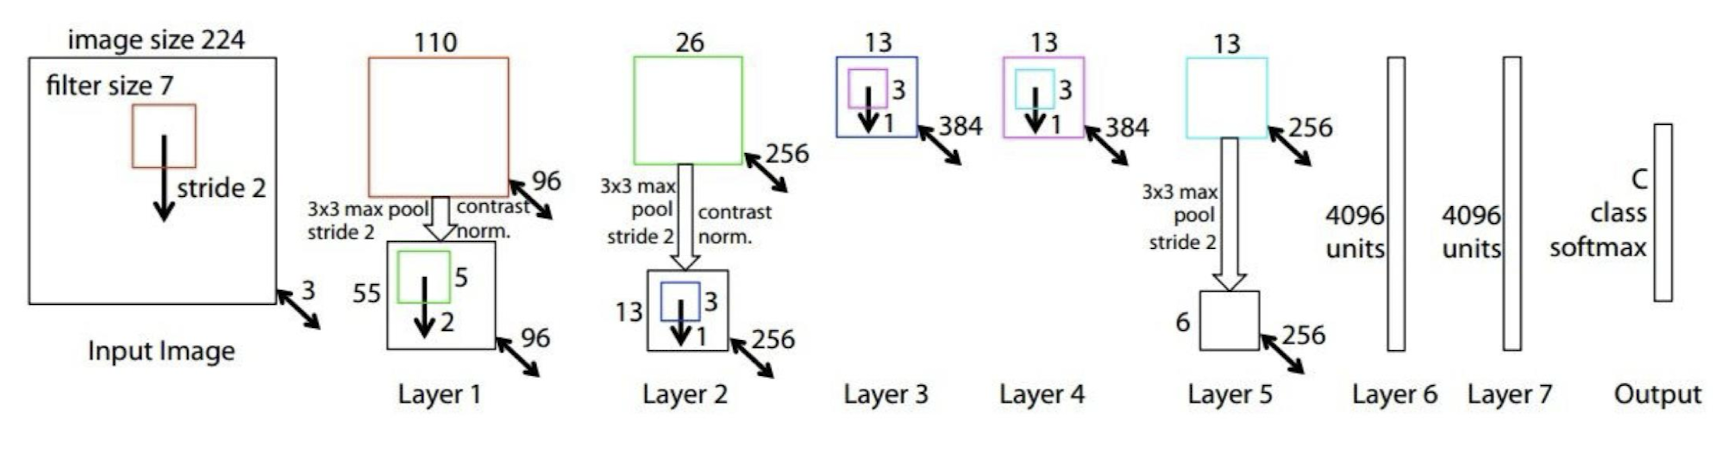 image size 224
filter size 7
stride 2
3
Input Image
110
96
3x3 max pool
stride 2
contrast
norm.
55
5
2
96
Layer 1
26
256
3x3 max
pool
stride 2
contrast
norm.
13
3
1
256
Layer 2
13
3
1
384
Layer 3
13
3
1
384
Layer 4
13
256
3x3 max
pool
stride 2
6
256
Layer 5
4096
units
Layer 6
4096
units
Layer 7
C
class
softmax
Output